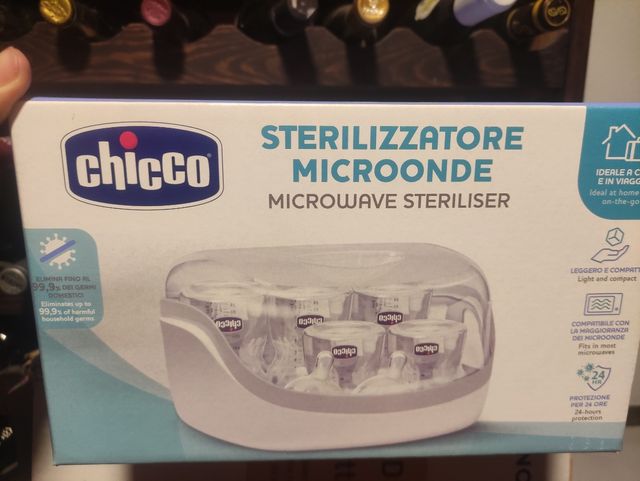 chicco
STERILIZZATORE
MICROONDE
MICROWAVE STERILISER
ELIMINA FINO AL
99,9% DEI GERMI
DOMESTICI
Eliminates up to
99.9% of harmful
household germs
IDEALE A
E IN VIAGG
Ideal at home
on-the-go
LEGGERO E COMPATT
Light and compact
COMPATIBILE CON
LA MAGGIORANZA
DEI MICROONDE
Fits in most
microwaves
24
HR
PROTEZIONE
PER 24 ORE
24-hours
protection
chicco
chicco
chicco
chicco
chicco